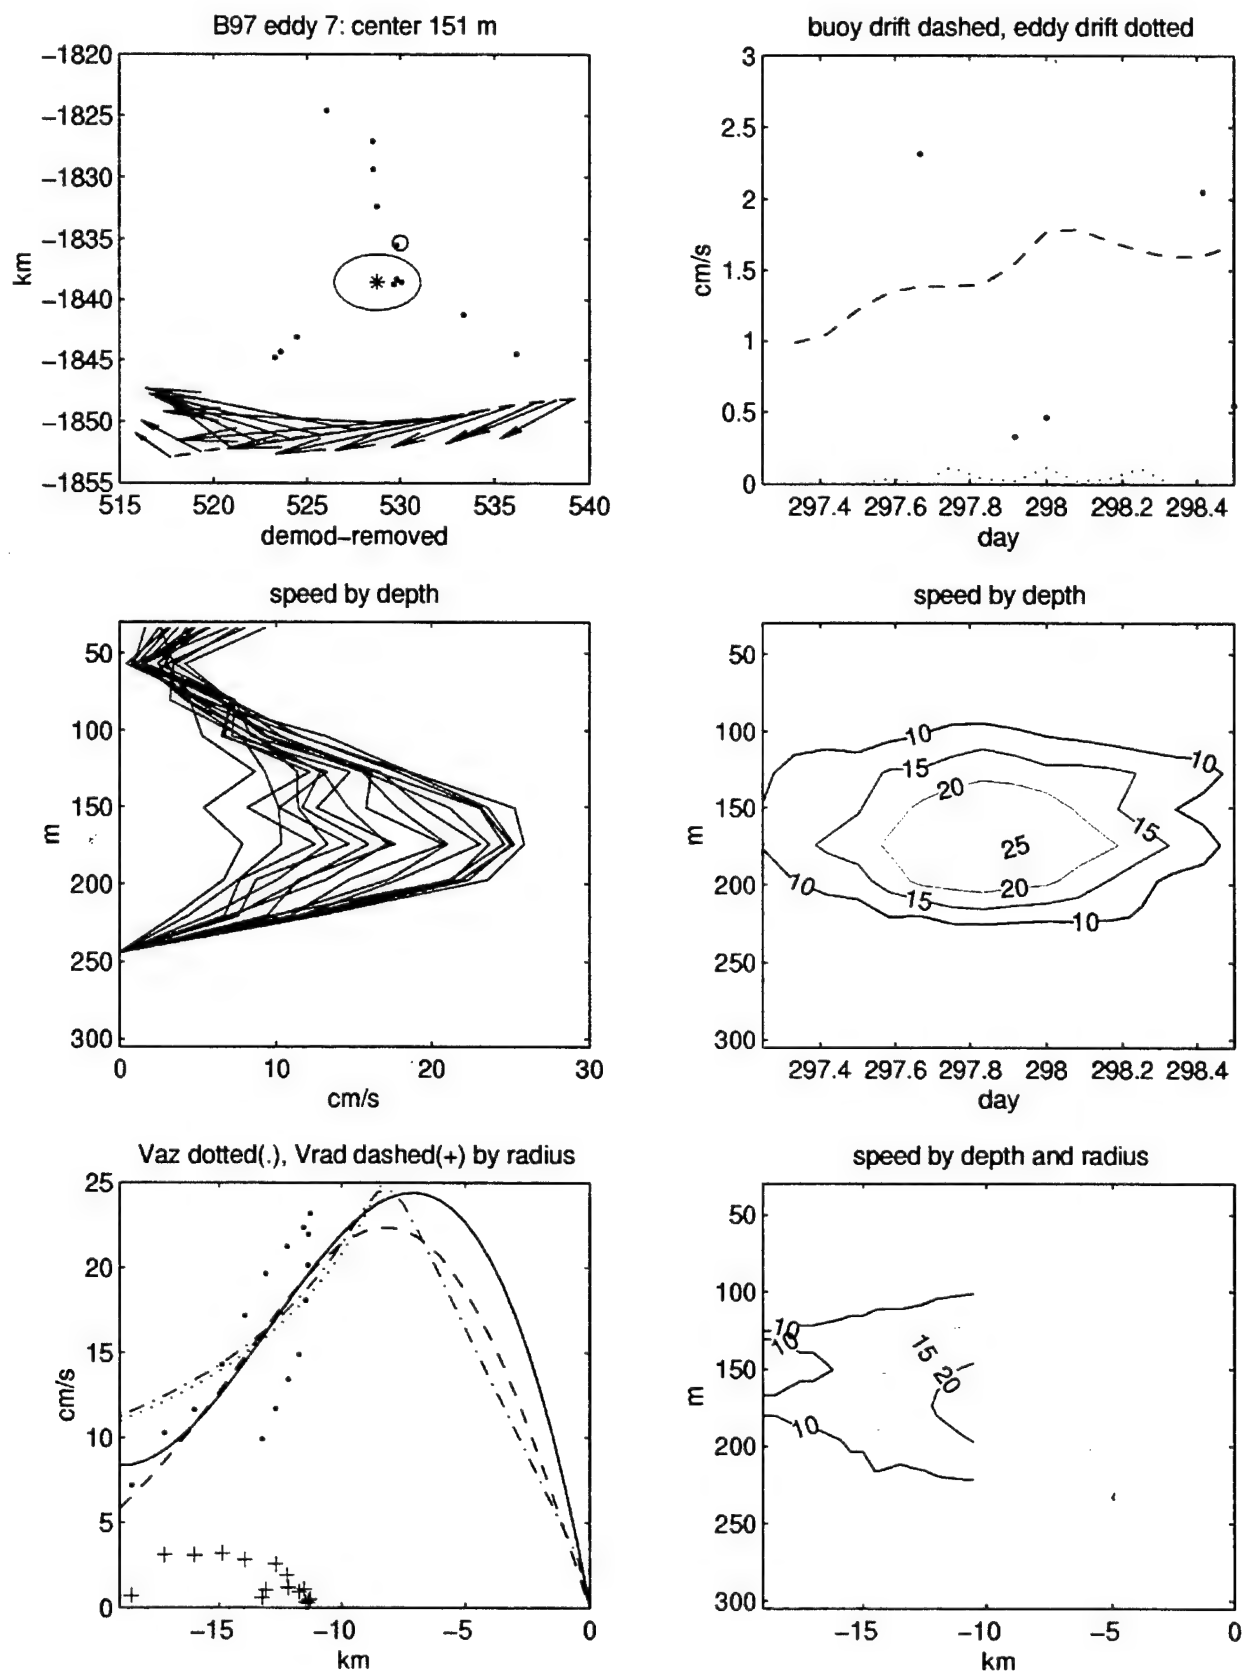 B97 eddy 7: center 151 m
−1820
−1825
−1830
−1835
−1840
−1845
−1850
−1855
km
515 520 525 530 535 540
demod−removed
buoy drift dashed, eddy drift dotted
3
2.5
2
1.5
1
0.5
0
cm/s
297.4 297.6 297.8 298 298.2 298.4
day
speed by depth
50
100
150
200
250
300
m
0 10 20 30
cm/s
speed by depth
50
100
150
200
250
300
m
10
10
15
20
15
25
10
20
15
10
297.4 297.6 297.8 298 298.2 298.4
day
Vaz dotted(.), Vrad dashed(+) by radius
25
20
15
10
5
0
cm/s
−15 −10 −5 0
km
speed by depth and radius
50
100
150
200
250
300
m
10
10
15
20
10
−15 −10 −5 0
km